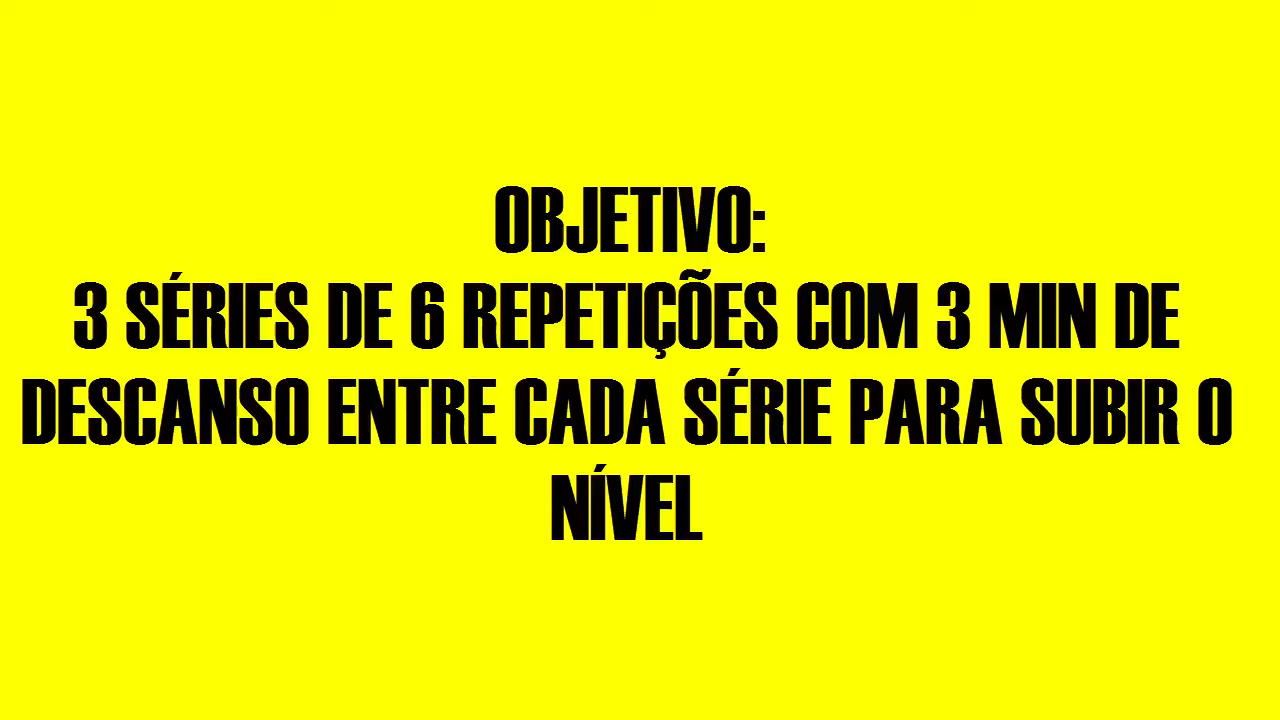 OBJETIVO:
3 SÉRIES DE 6 REPETIÇÕES COM 3 MIN DE
DESCANSO ENTRE CADA SÉRIE PARA SUBIR O
NÍVEL